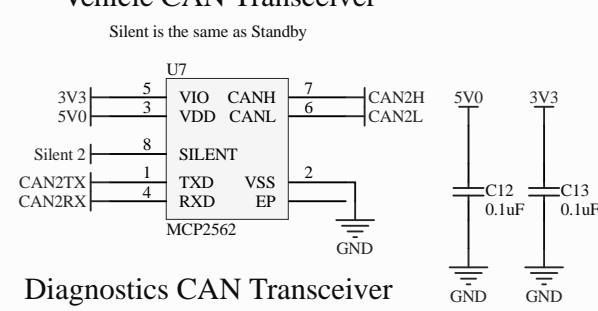 Vehicle CAN Transceiver
Silent is the same as Standby
U7
3V3 5 VIO CANH 7 CAN2H
5V0 3 VDD CANL 6 CAN2L
Silent 2 8 SILENT
CAN2TX 1 TXD VSS 2
CAN2RX 4 RXD EP
MCP2562
GND
5V0 3V3
C12 C13
0.1uF 0.1uF
GND GND
Diagnostics CAN Transceiver